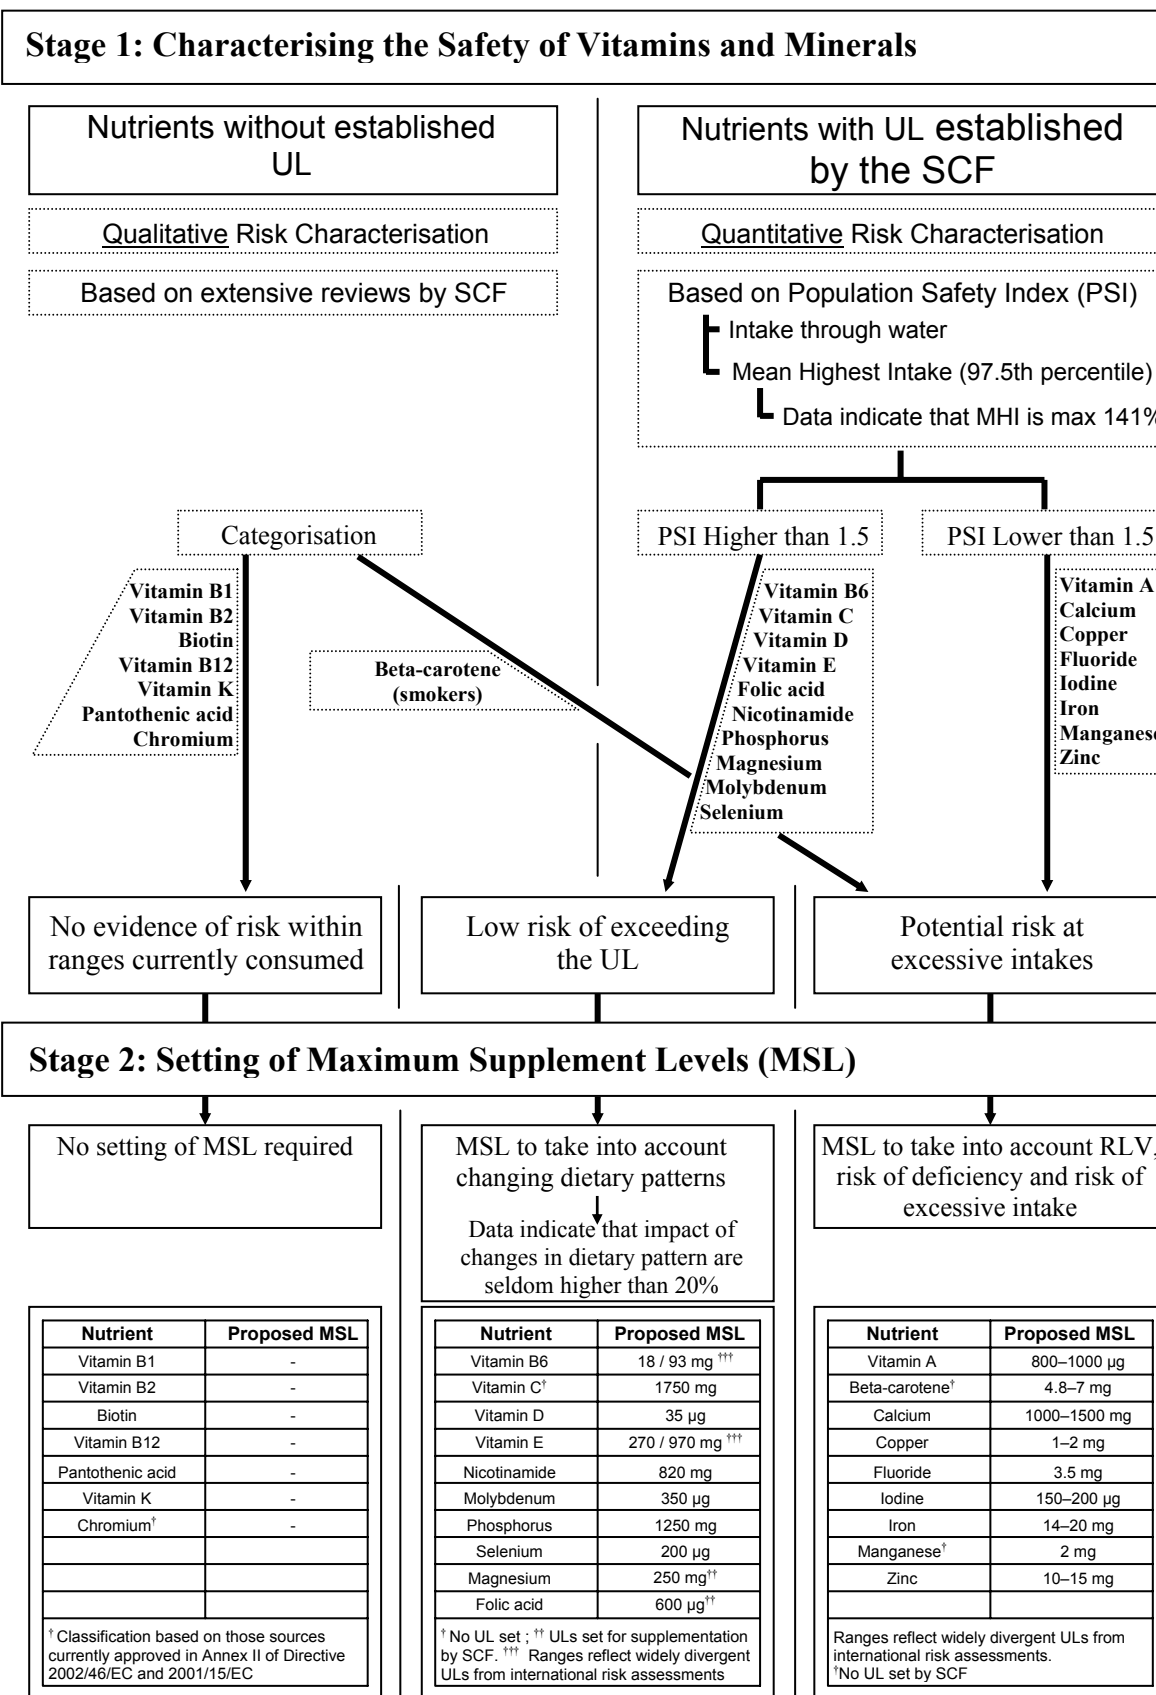 Stage 1: Characterising the Safety of Vitamins and Minerals
Nutrients without established
UL
Qualitative Risk Characterisation
Based on extensive reviews by SCF
Nutrients with UL established
by the SCF
Quantitative Risk Characterisation
Based on Population Safety Index (PSI)
Intake through water
Mean Highest Intake (97.5th percentile)
Data indicate that MHI is max 141%
Categorisation
PSI Higher than 1.5
PSI Lower than 1.5
Vitamin B1
Vitamin B2
Biotin
Vitamin B12
Vitamin K
Pantothenic acid
Chromium
Beta-carotene
(smokers)
Vitamin B6
Vitamin C
Vitamin D
Vitamin E
Folic acid
Nicotinamide
Phosphorus
Magnesium
Molybdenum
Selenium
Vitamin A
Calcium
Copper
Fluoride
Iodine
Iron
Manganese
Zinc
No evidence of risk within
ranges currently consumed
Low risk of exceeding
the UL
Potential risk at
excessive intakes
Stage 2: Setting of Maximum Supplement Levels (MSL)
No setting of MSL required
MSL to take into account
changing dietary patterns
Data indicate that impact of
changes in dietary pattern are
seldom higher than 20%
MSL to take into account RLV,
risk of deficiency and risk of
excessive intake
Nutrient Proposed MSL
Vitamin B1 -
Vitamin B2 -
Biotin -
Vitamin B12 -
Pantothenic acid -
Vitamin K -
Chromium† -
† Classification based on those sources
currently approved in Annex II of Directive
2002/46/EC and 2001/15/EC
Nutrient Proposed MSL
Vitamin B6 18 / 93 mg †††
Vitamin C† 1750 mg
Vitamin D 35 µg
Vitamin E 270 / 970 mg †††
Nicotinamide 820 mg
Molybdenum 350 µg
Phosphorus 1250 mg
Selenium 200 µg
Magnesium 250 mg††
Folic acid 600 µg††
† No UL set ; †† ULs set for supplementation
by SCF. ††† Ranges reflect widely divergent
ULs from international risk assessments
Nutrient Proposed MSL
Vitamin A 800–1000 µg
Beta-carotene† 4.8–7 mg
Calcium 1000–1500 mg
Copper 1–2 mg
Fluoride 3.5 mg
Iodine 150–200 µg
Iron 14–20 mg
Manganese† 2 mg
Zinc 10–15 mg
Ranges reflect widely divergent ULs from
international risk assessments.
†No UL set by SCF